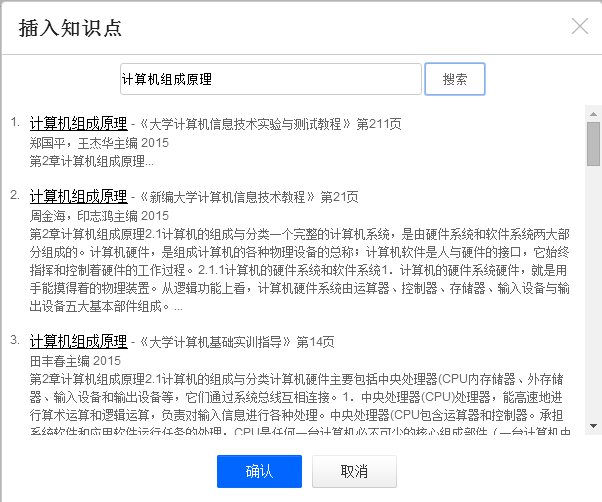 插入知识点
计算机组成原理
搜索
1. 计算机组成原理 -《大学计算机信息技术实验与测试教程》 第211页
郑国平，王杰华主编 2015
第2章计算机组成原理...
2. 计算机组成原理 -《新编大学计算机信息技术教程》 第21页
周金海，印志鸿主编 2015
第2章计算机组成原理2.1计算机的组成与分类一个完整的计算机系统，是由硬件系统和软件系统两大部
分组成的。计算机硬件，是组成计算机的各种物理设备的总称；计算机软件是人与硬件的接口，它始终
指挥和控制着硬件的工作过程。2.1.1计算机的硬件系统和软件系统1．计算机的硬件系统硬件，就是用
手能摸得着的物理装置。从逻辑功能上看，计算机硬件系统由运算器、控制器、存储器、输入设备与输
出设备五大基本部件组成。...
3. 计算机组成原理 -《大学计算机基础实训指导》 第14页
田丰春主编 2015
第2章计算机组成原理2.1计算机的组成与分类计算机硬件主要包括中央处理器(CPU内存储器、外存储
器、输入设备和输出设备等，它们通过系统总线互相连接。1．中央处理器(CPU)处理器，能高速地进
行算术运算和逻辑运算，负责对输入信息进行各种处理。中央处理器(CPU包含运算器和控制器。承担
系统软件和应用软件运行任务的处理，CPU是任何一台计算机必不可少的核心组成部件（一台计算机中
确认
取消